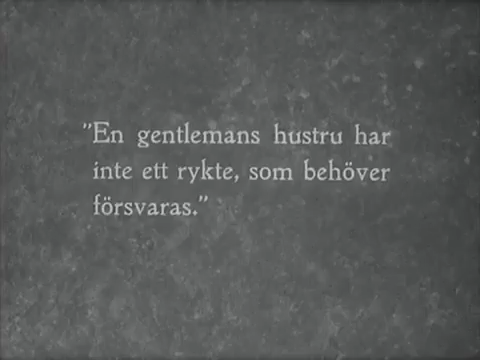 ”En gentlemans hustru har
inte ett rykte, som behöver
försvaras.”